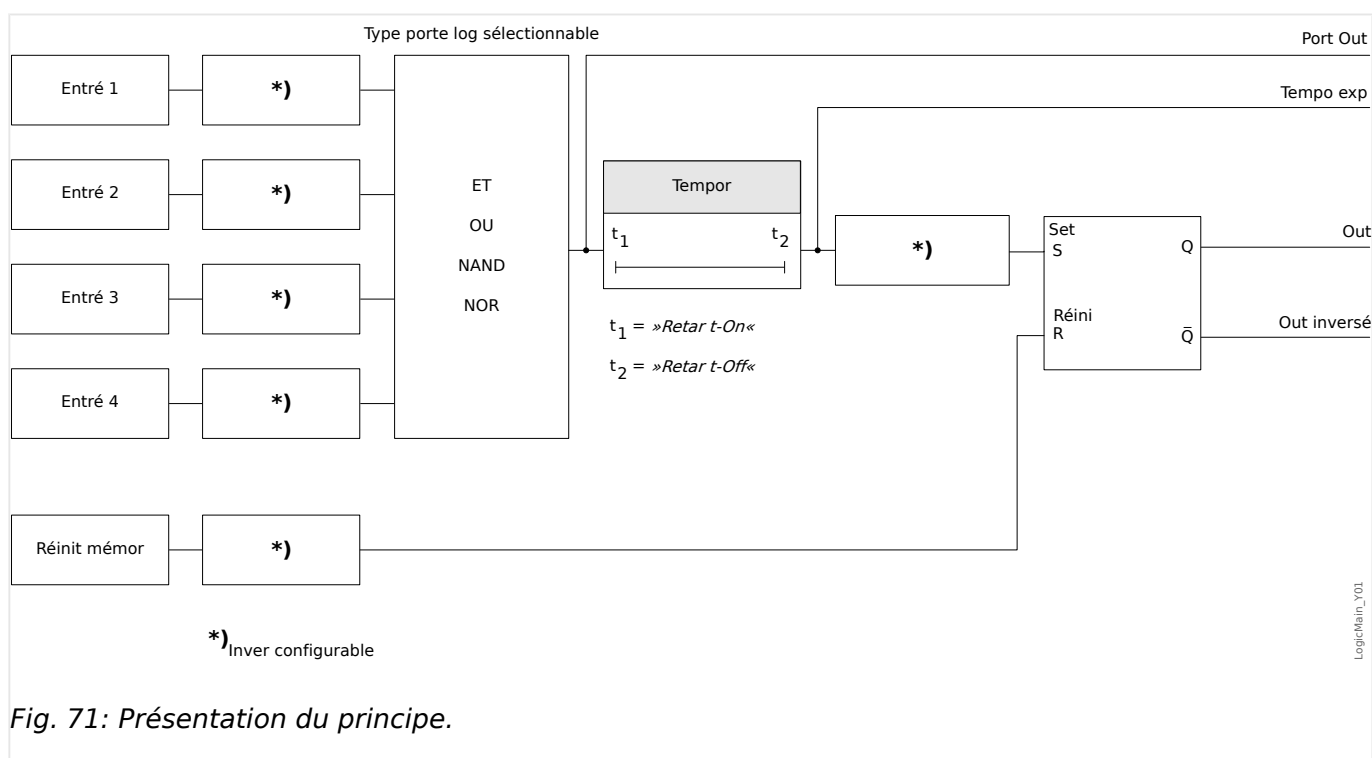 Type porte log sélectionnable
Port Out
Entré 1
*)
Tempo exp
Entré 2
*)
ET
OU
NAND
NOR
Tempor
t1
t2
*)
Set
S
Q
Out
Entré 3
*)
t1 = »Retar t-On«
Réini
R
Q̅
Out inversé
t2 = »Retar t-Off«
Entré 4
*)
Réinit mémor
*)
*) Inver configurable
LogicMain_Y01
Fig. 71: Présentation du principe.